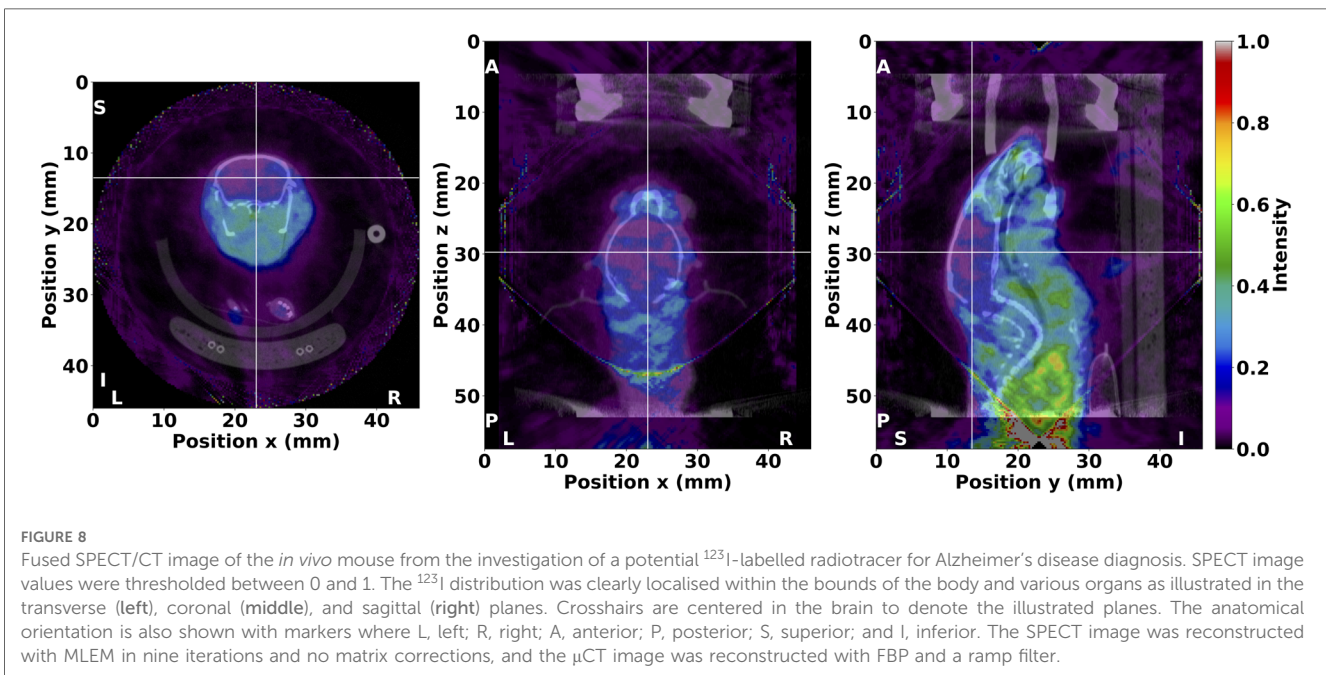 0
10
20
30
40
Position y (mm)
S
I
L
R
0
10
20
30
40
Position x (mm)
0
10
20
30
40
50
Position z (mm)
A
P
L
R
0
20
40
Position x (mm)
0
10
20
30
40
50
Position z (mm)
A
P
S
I
0
20
40
Position y (mm)
1.0
0.8
0.6
0.4
0.2
0.0
Intensity
FIGURE 8
Fused SPECT/CT image of the in vivo mouse from the investigation of a potential ¹²³I-labelled radiotracer for Alzheimer's disease diagnosis. SPECT image
values were thresholded between 0 and 1. The ¹²³I distribution was clearly localised within the bounds of the body and various organs as illustrated in the
transverse (left), coronal (middle), and sagittal (right) planes. Crosshairs are centered in the brain to denote the illustrated planes. The anatomical
orientation is also shown with markers where L, left; R, right; A, anterior; P, posterior; S, superior; and I, inferior. The SPECT image was reconstructed
with MLEM in nine iterations and no matrix corrections, and the μCT image was reconstructed with FBP and a ramp filter.